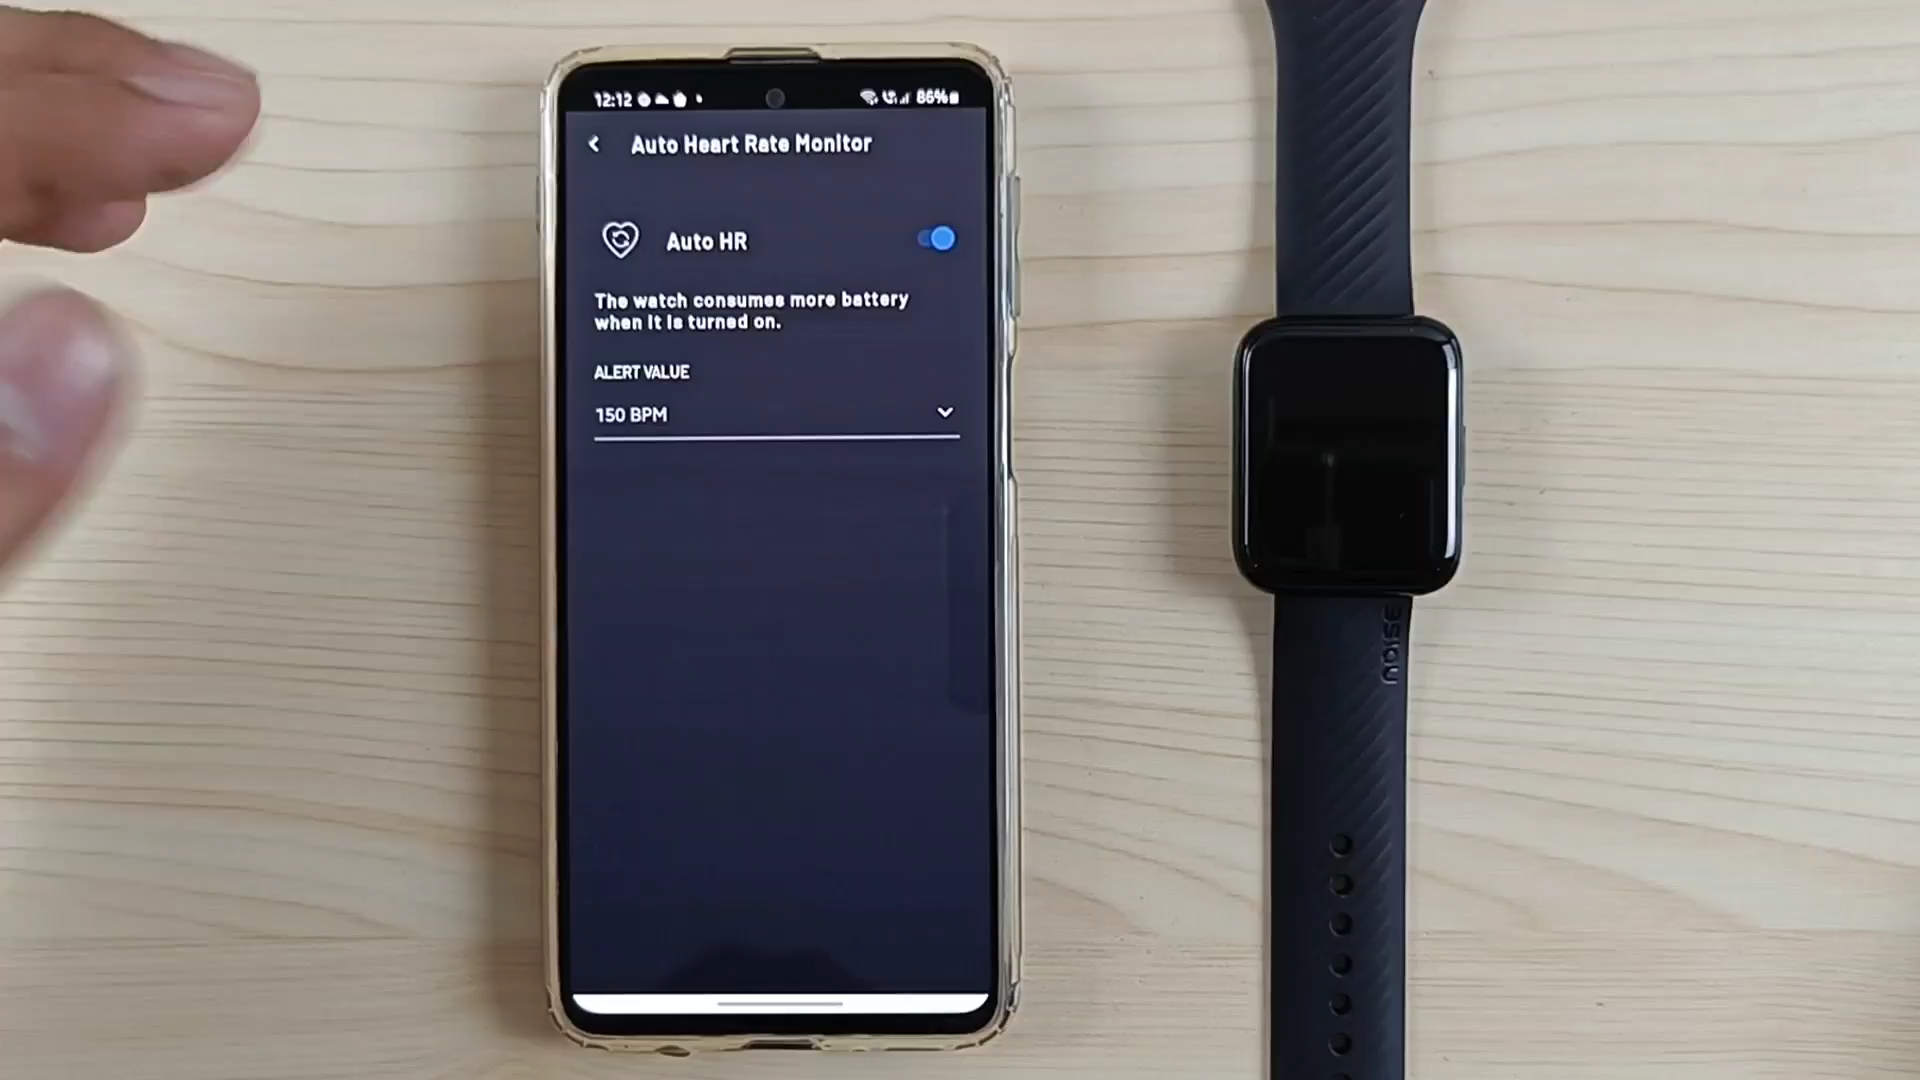 12:12
86%
Auto Heart Rate Monitor
Auto HR
The watch consumes more battery
when it is turned on.
ALERT VALUE
150 BPM
noise